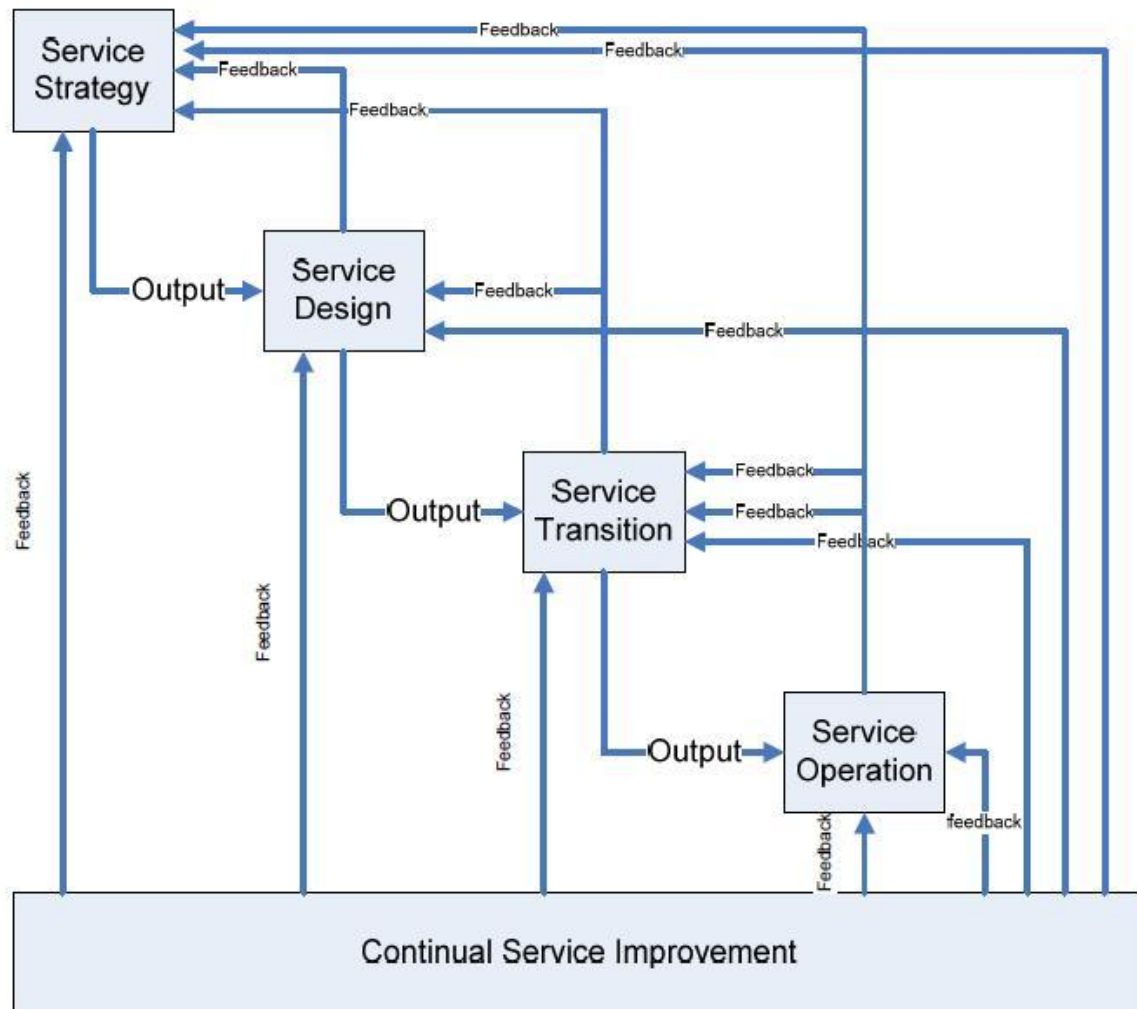 Feedback
Service
Strategy
Feedback
Feedback
Feedback
Service
Design
Output
Feedback
Feedback
Feedback
Service
Transition
Output
Feedback
Feedback
Feedback
Feedback
Feedback
Service
Operation
Output
Feedback
feedback
Continual Service Improvement